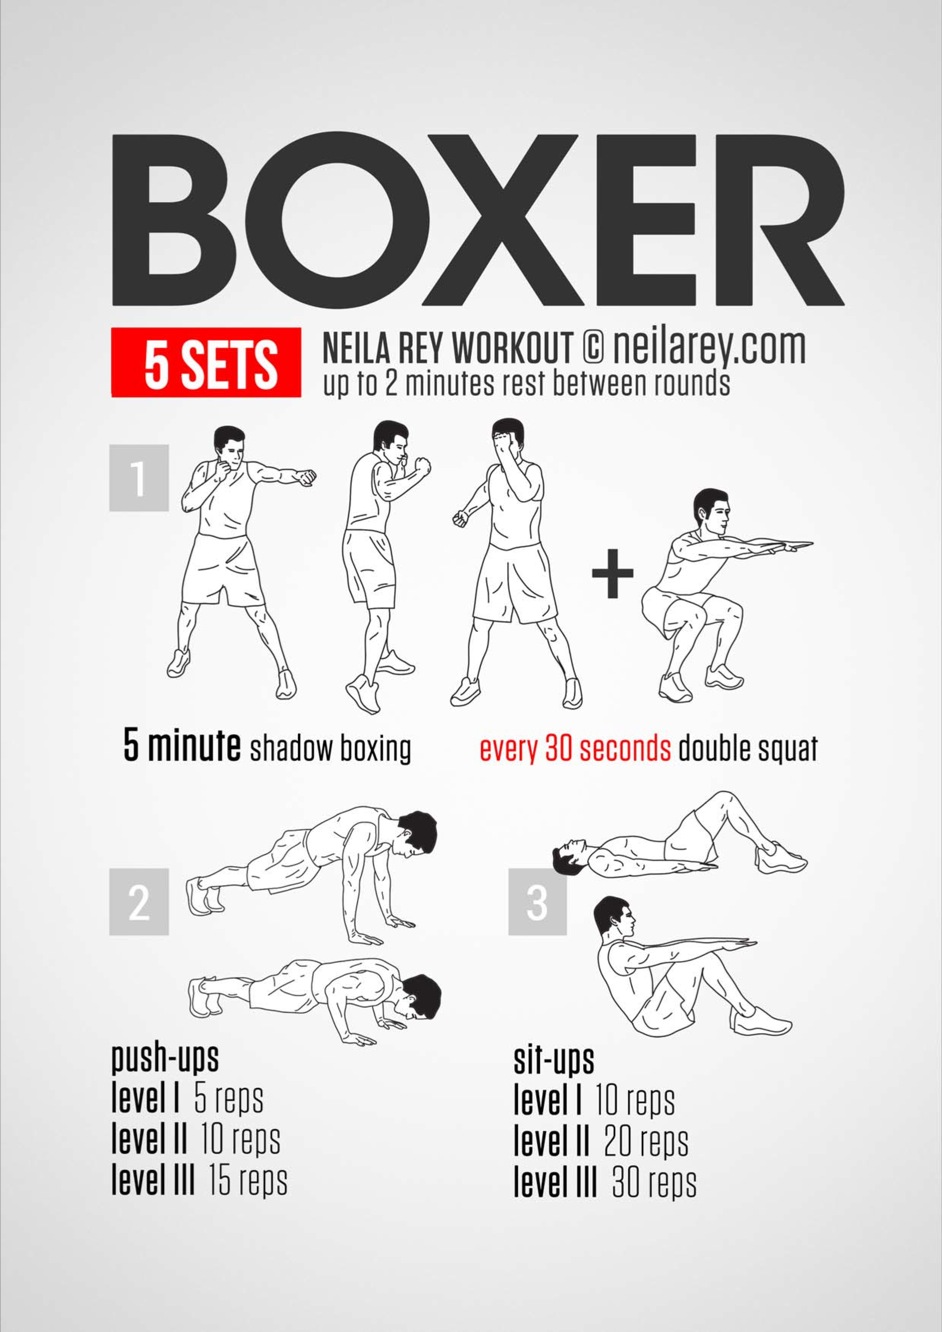 BOXER
5 SETS
NEILA REY WORKOUT © neilarey.com
up to 2 minutes rest between rounds
1
+
5 minute shadow boxing
every 30 seconds double squat
2
push-ups
level I 5 reps
level II 10 reps
level III 15 reps
3
sit-ups
level I 10 reps
level II 20 reps
level III 30 reps